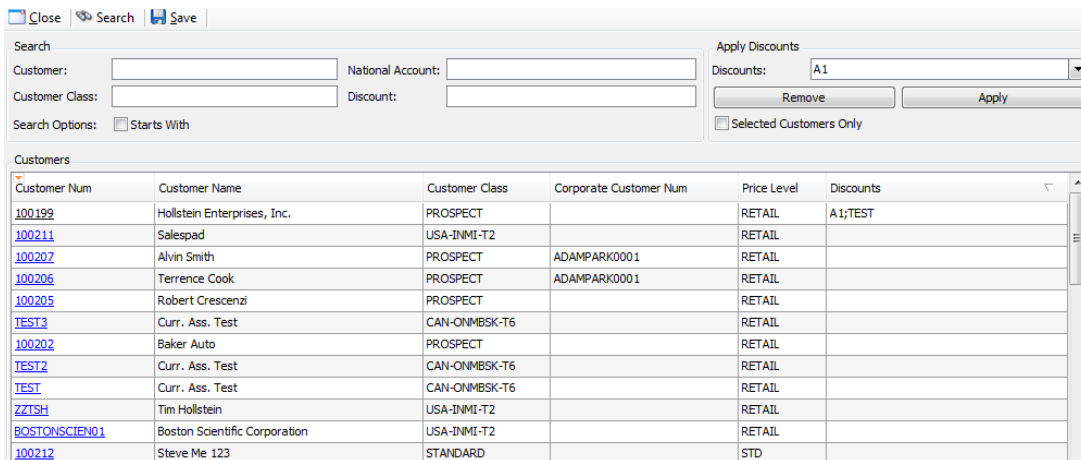 Close Search Save
Search Apply Discounts
Customer: National Account: Discounts: A1
Customer Class: Discount: Remove Apply
Search Options: Starts With Selected Customers Only
Customers
Customer Num Customer Name Customer Class Corporate Customer Num Price Level Discounts
100199 Hollstein Enterprises, Inc. PROSPECT RETAIL A1;TEST
100211 Salespad USA-INMI-T2 RETAIL
100207 Alvin Smith PROSPECT ADAMPARK0001 RETAIL
100206 Terrence Cook PROSPECT ADAMPARK0001 RETAIL
100205 Robert Crescenzi PROSPECT RETAIL
TEST3 Curr. Ass. Test CAN-ONMBSK-T6 RETAIL
100202 Baker Auto PROSPECT RETAIL
TEST2 Curr. Ass. Test CAN-ONMBSK-T6 RETAIL
TEST Curr. Ass. Test CAN-ONMBSK-T6 RETAIL
ZZTSH Tim Hollstein USA-INMI-T2 RETAIL
BOSTONSCIEN01 Boston Scientific Corporation USA-INMI-T2 RETAIL
100212 Steve Me 123 STANDARD STD